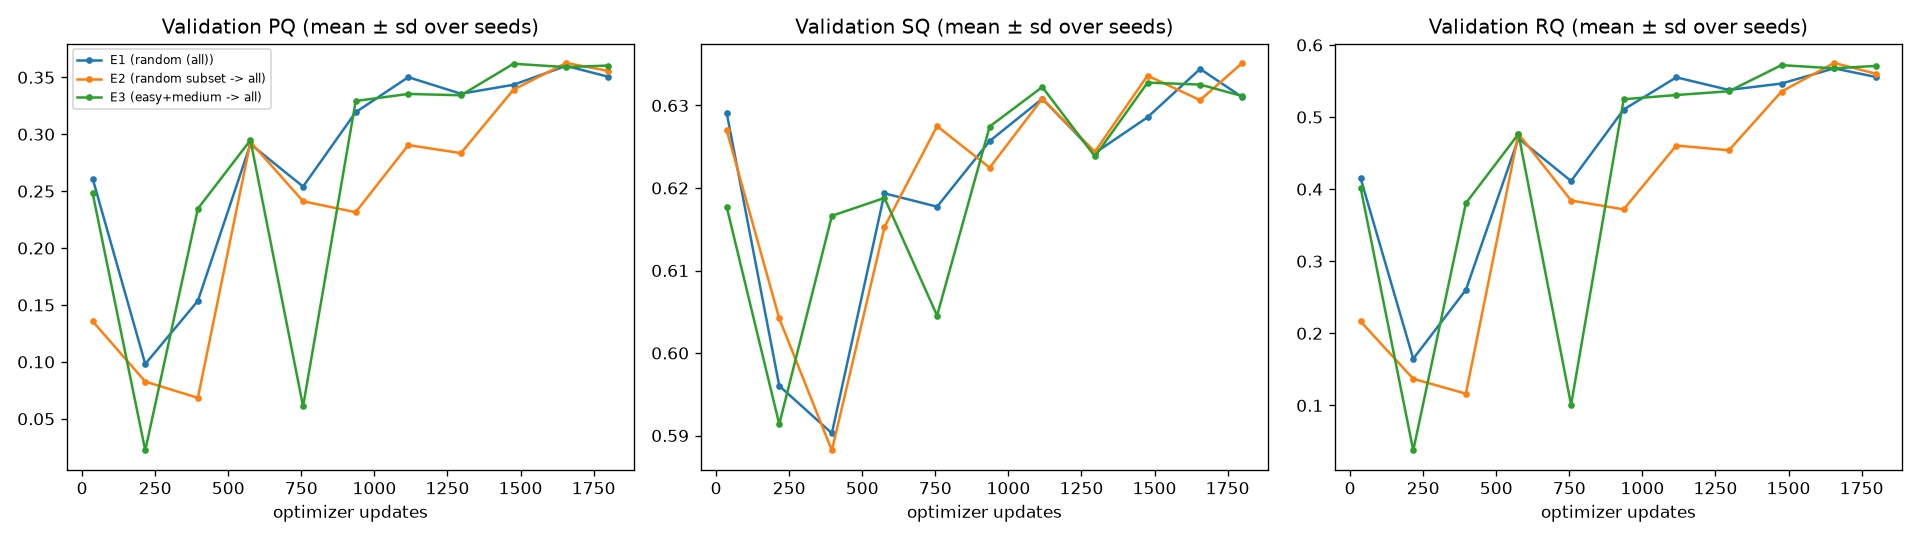 Validation PQ (mean ± sd over seeds)
E1 (random (all))
E2 (random subset -> all)
E3 (easy+medium -> all)
0.35
0.30
0.25
0.20
0.15
0.10
0.05
0 250 500 750 1000 1250 1500 1750
optimizer updates
Validation SQ (mean ± sd over seeds)
0.63
0.62
0.61
0.60
0.59
0 250 500 750 1000 1250 1500 1750
optimizer updates
Validation RQ (mean ± sd over seeds)
0.6
0.5
0.4
0.3
0.2
0.1
0 250 500 750 1000 1250 1500 1750
optimizer updates